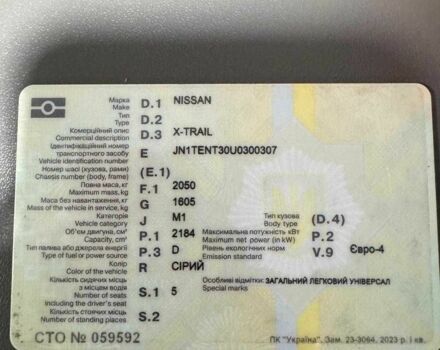 Марка
Make D.1 NISSAN
Тип
Type D.2
Комерційний опис
Commercial description D.3 X-TRAIL
Ідентифікаційний номер
транспортного засобу E JN1TENT30U0300307
Vehicle identification number
Номер шасі (кузова, рами) (E.1)
Chassis number (body, frame)
Повна маса, кг F.1 2050
Maximum mass, kg
Маса без навантаження, кг G 1605
Mass of the vehicle in service, kg
Категорія J M1 Тип кузова (D.4)
Vehicle category Body type
Об'єм двигуна, см³ P.1 2184 Максимальна потужність кВт P.2
Capacity, cm³ Maximum net power (in kW)
Тип палива або джерела енергії P.3 D Рівень екологічних норм V.9 Євро-4
Type of fuel or power source Emission standard
Колір R СІРИЙ
Color of the vehicle
Кількість сидячих місць Особливі відмітки: ЗАГАЛЬНИЙ ЛЕГКОВИЙ УНІВЕРСАЛ
з місцем водія S.1 5 Special marks
Number of seats
including the driver's seat
Кількість стоячих місць S.2
Number of standing places
СТО № 059592 ПК "Україна". Зам. 23-3064, 2023 р. І кв.